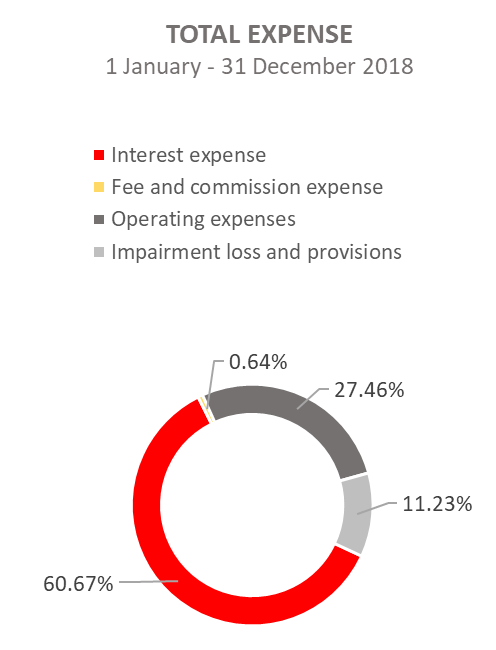 TOTAL EXPENSE
1 January - 31 December 2018
Interest expense
Fee and commission expense
Operating expenses
Impairment loss and provisions
0.64%
27.46%
11.23%
60.67%